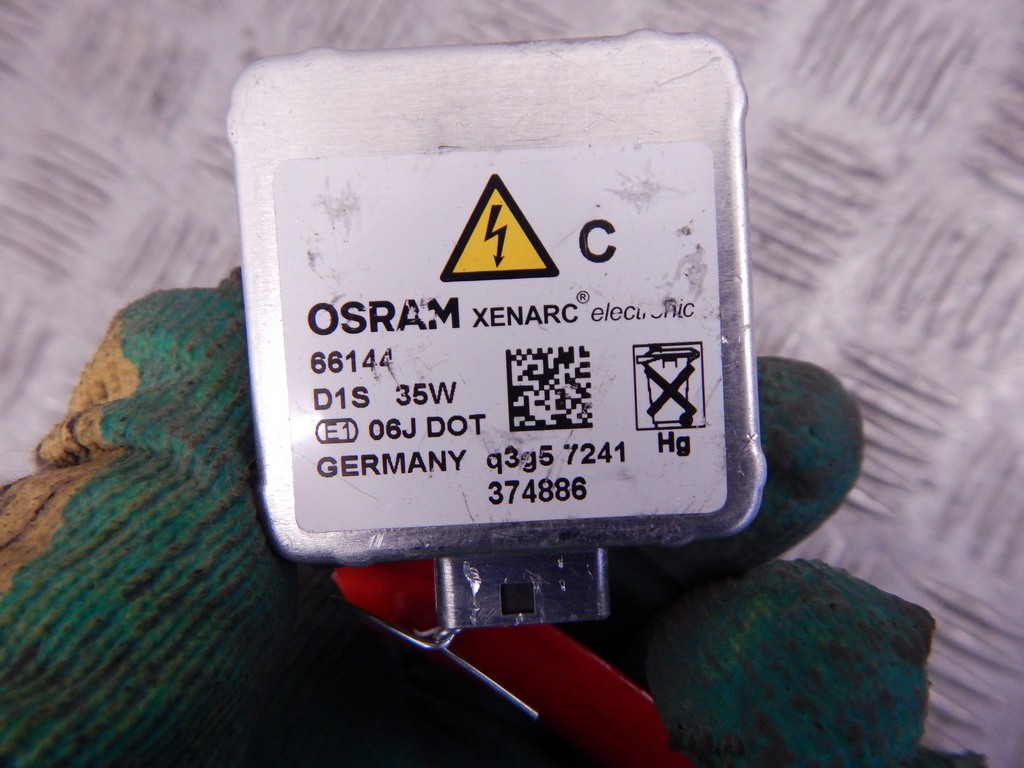 C
OSRAM XENARC® electronic
66144
D1S 35W
E1 06J DOT
GERMANY q3g5 7241
374886
Hg